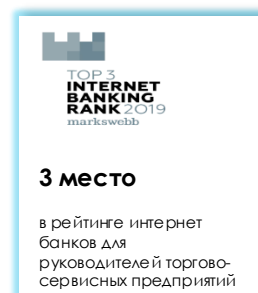 TOP 3
INTERNET
BANKING
RANK 2019
markswebb
3 место
в рейтинге интернет
банков для
руководителей торгово-
сервисных предприятий